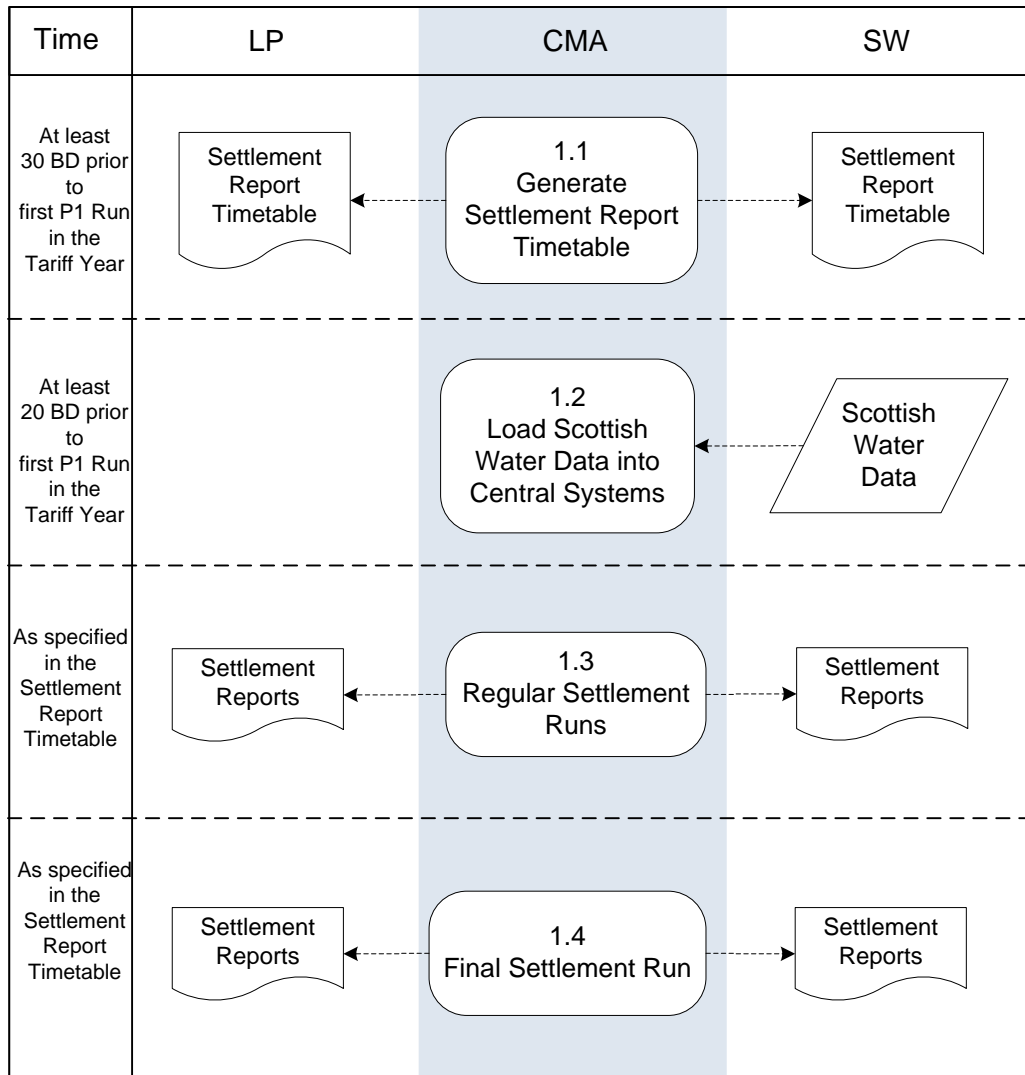 Time
LP
CMA
SW
At least
30 BD prior
to
first P1 Run
in the
Tariff Year
Settlement
Report
Timetable
1.1
Generate
Settlement Report
Timetable
Settlement
Report
Timetable
At least
20 BD prior
to
first P1 Run
in the
Tariff Year
1.2
Load Scottish
Water Data into
Central Systems
Scottish
Water
Data
As specified
in the
Settlement
Report
Timetable
Settlement
Reports
1.3
Regular Settlement
Runs
Settlement
Reports
As specified
in the
Settlement
Report
Timetable
Settlement
Reports
1.4
Final Settlement Run
Settlement
Reports